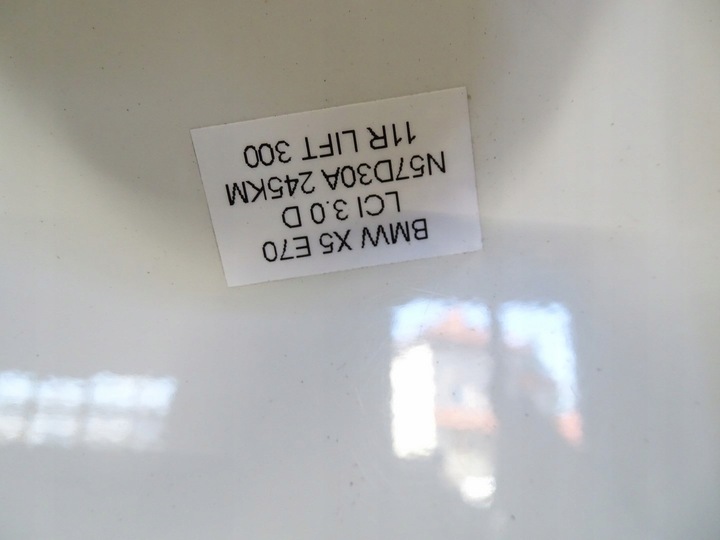 BMW X5 E70
LCI 3.0 D
N57D30A 245KM
11R LIFT 300